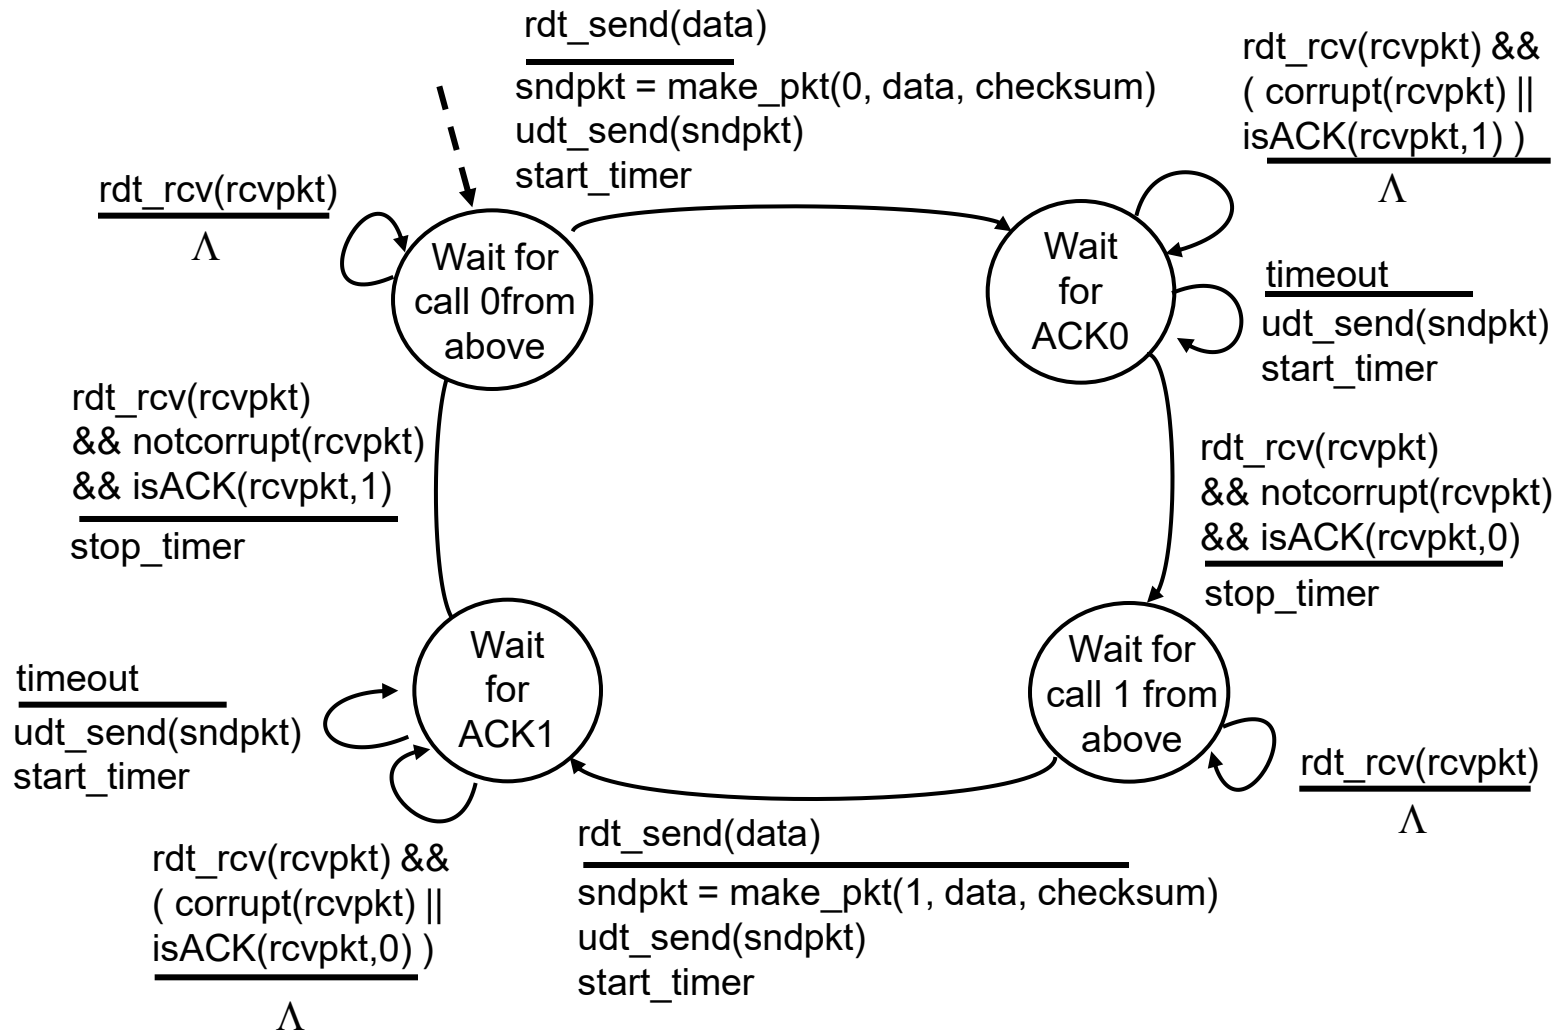 rdt_send(data)
sndpkt = make_pkt(0, data, checksum)
udt_send(sndpkt)
start_timer
rdt_rcv(rcvpkt) &&
( corrupt(rcvpkt) ||
isACK(rcvpkt,1) )
Λ
rdt_rcv(rcvpkt)
Λ
Wait for
call 0from
above
Wait
for
ACK0
timeout
udt_send(sndpkt)
start_timer
rdt_rcv(rcvpkt)
&& notcorrupt(rcvpkt)
&& isACK(rcvpkt,1)
stop_timer
rdt_rcv(rcvpkt)
&& notcorrupt(rcvpkt)
&& isACK(rcvpkt,0)
stop_timer
Wait
for
ACK1
Wait for
call 1 from
above
timeout
udt_send(sndpkt)
start_timer
rdt_rcv(rcvpkt)
Λ
rdt_rcv(rcvpkt) &&
( corrupt(rcvpkt) ||
isACK(rcvpkt,0) )
Λ
rdt_send(data)
sndpkt = make_pkt(1, data, checksum)
udt_send(sndpkt)
start_timer